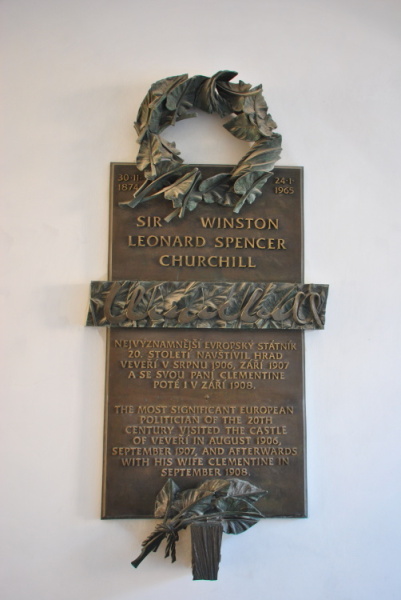 30·11 24·1
1874 1965
SIR WINSTON
LEONARD SPENCER
CHURCHILL
NEJVÝZNAMNĚJŠÍ EVROPSKÝ STÁTNÍK
20. STOLETÍ NAVŠTÍVIL HRAD
VEVEŘÍ V SRPNU 1906, ZÁŘÍ 1907
A SE SVOU PANÍ CLEMENTINE
POTÉ I V ZÁŘÍ 1908.
THE MOST SIGNIFICANT EUROPEAN
POLITICIAN OF THE 20TH
CENTURY VISITED THE CASTLE
OF VEVEŘÍ IN AUGUST 1906,
SEPTEMBER 1907, AND AFTERWARDS
WITH HIS WIFE CLEMENTINE IN
SEPTEMBER 1908.